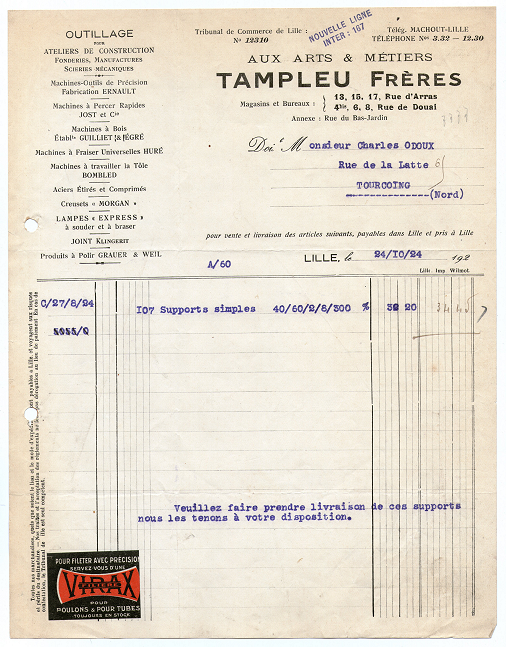 OUTILLAGE
POUR
ATELIERS DE CONSTRUCTION
FONDERIES, MANUFACTURES
SCIERIES MÉCANIQUES
Machines-Outils de Précision
Fabrication ERNAULT
Machines à Percer Rapides
JOST et Cie
Machines à Bois
Établts GUILLIET & JÉGRÉ
Machines à Fraiser Universelles HURÉ
Machines à travailler la Tôle
BOMBLED
Aciers Étirés et Comprimés
Creusets « MORGAN »
LAMPES « EXPRESS »
à souder et à braser
JOINT KLINGERIT
Produits à Polir GRAUER & WEIL
Tribunal de Commerce de Lille :
No 12310
NOUVELLE LIGNE
INTER: 167
Télég. MACHOUT-LILLE
TÉLÉPHONE Nos 3.32 — 12.30
AUX ARTS & MÉTIERS
TAMPLEU FRÈRES
Magasins et Bureaux :
13, 15, 17, Rue d'Arras
4bis, 6, 8, Rue de Douai
Annexe : Rue du Bas-Jardin
Doit Monsieur Charles ODOUX
Rue de la Latte 6
TOURCOING
(Nord)
pour vente et livraison des articles suivants, payables dans Lille et pris à Lille
A/60
LILLE, le 24/10/24 192
Lille. Imp Wilmot.
C/27/8/24
I07 Supports simples 40/60/2/8/300 % 32 20
Veuillez faire prendre livraison de ces supports
nous les tenons à votre disposition.
POUR FILETER AVEC PRÉCISION
SERVEZ-VOUS D'UNE
FILIÈRE
VIRAX
POUR
BOULONS & POUR TUBES
TOUJOURS EN STOCK